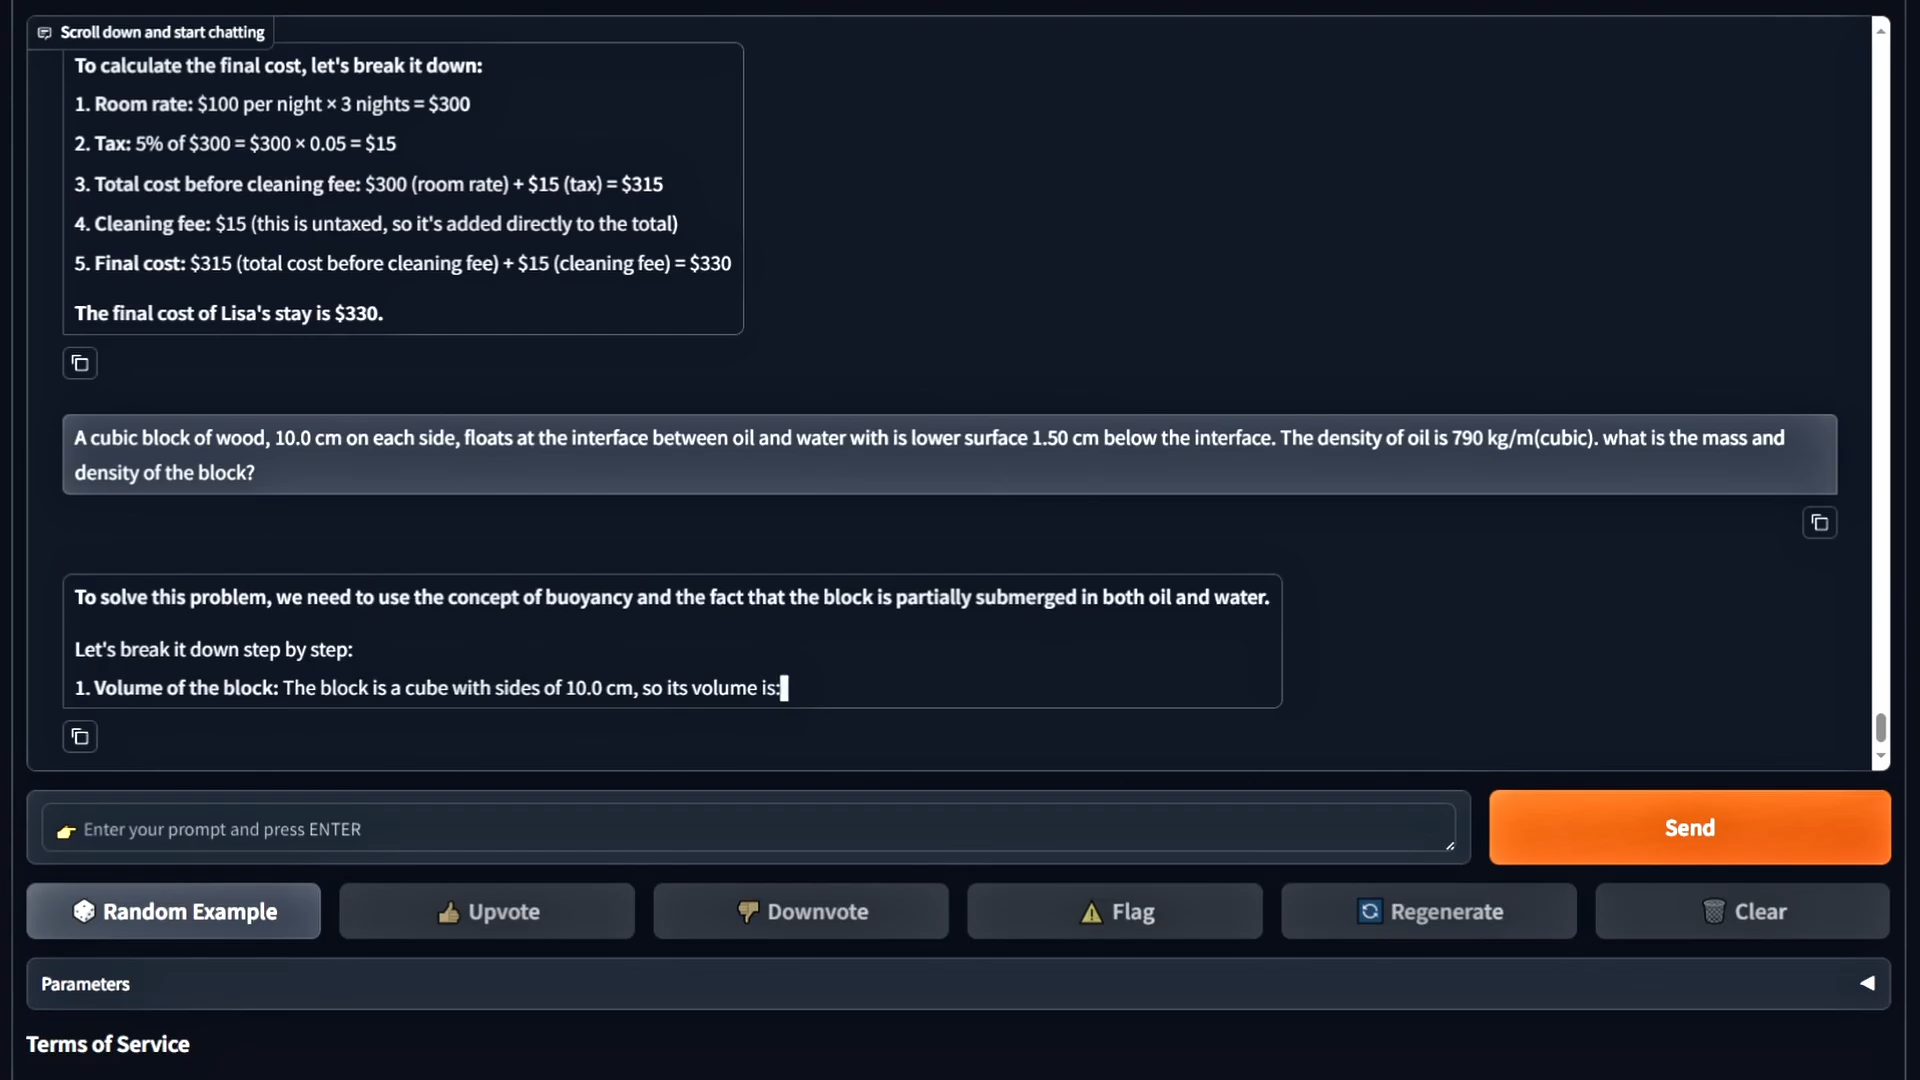 Scroll down and start chatting
To calculate the final cost, let's break it down:
1. Room rate: $100 per night × 3 nights = $300
2. Tax: 5% of $300 = $300 × 0.05 = $15
3. Total cost before cleaning fee: $300 (room rate) + $15 (tax) = $315
4. Cleaning fee: $15 (this is untaxed, so it's added directly to the total)
5. Final cost: $315 (total cost before cleaning fee) + $15 (cleaning fee) = $330
The final cost of Lisa's stay is $330.
A cubic block of wood, 10.0 cm on each side, floats at the interface between oil and water with is lower surface 1.50 cm below the interface. The density of oil is 790 kg/m(cubic). what is the mass and
density of the block?
To solve this problem, we need to use the concept of buoyancy and the fact that the block is partially submerged in both oil and water.
Let's break it down step by step:
1. Volume of the block: The block is a cube with sides of 10.0 cm, so its volume is:
👉 Enter your prompt and press ENTER
Send
🎲 Random Example
👍 Upvote
👎 Downvote
⚠️ Flag
🔄 Regenerate
🗑️ Clear
Parameters
Terms of Service